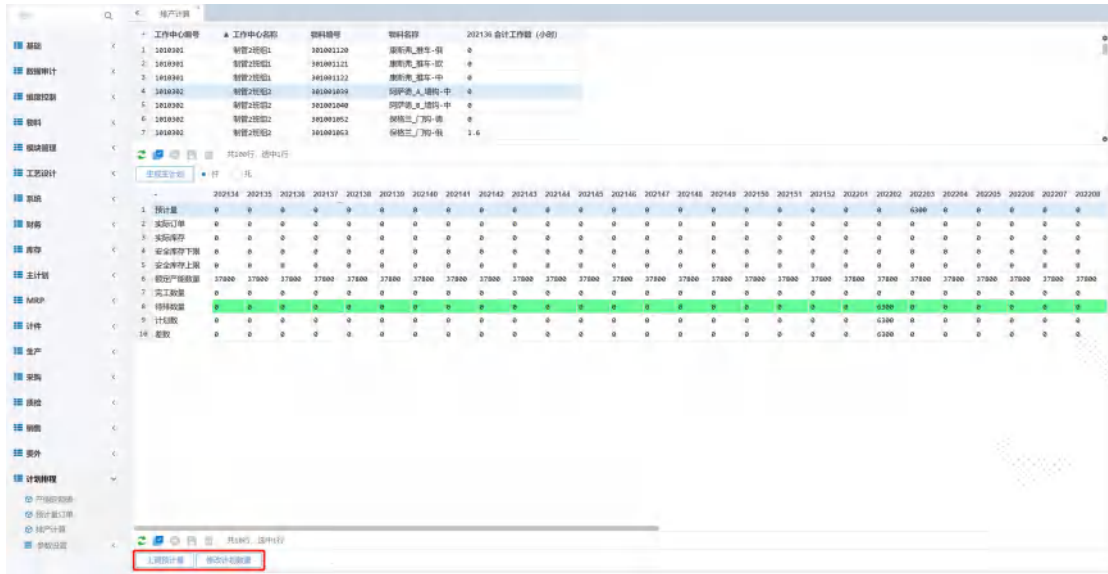 排产计算
工作中心编号 工作中心名称 物料编号 物料名称 202136 会计工作额 (小时)
1 1010301 制管2班组1 301001120 0
2 1010301 制管2班组1 301001121 0
3 1010301 制管2班组1 301001122 0
4 1010302 制管2班组2 301001039 0
5 1010302 制管2班组2 301001040 0
6 1010302 制管2班组2 301001052 0
7 1010302 制管2班组2 301001053 1.6
共100行 选中1行
生成主计划 托
202134 202135 202136 202137 202138 202139 202140 202141 202142 202143 202144 202145 202146 202147 202148 202149 202150 202151 202152 202201 202202 202203 202204 202205 202206 202207 202208
1 预计量 0 0 0 0 0 0 0 0 0 0 0 0 0 0 0 0 0 0 0 0 0 6300 0 0 0 0 0
2 实际订单 0 0 0 0 0 0 0 0 0 0 0 0 0 0 0 0 0 0 0 0 0 0 0 0 0 0 0
3 实际库存 0 0 0 0 0 0 0 0 0 0 0 0 0 0 0 0 0 0 0 0 0 0 0 0 0 0 0
4 安全库存下限 0 0 0 0 0 0 0 0 0 0 0 0 0 0 0 0 0 0 0 0 0 0 0 0 0 0 0
5 安全库存上限 0 0 0 0 0 0 0 0 0 0 0 0 0 0 0 0 0 0 0 0 0 0 0 0 0 0 0
6 额定产能数量 37800 37800 37800 37800 37800 37800 37800 37800 37800 37800 37800 37800 37800 37800 37800 37800 37800 37800 37800 37800 37800 37800 37800 37800 37800 37800 37800
7 完工数量 0 0 0 0 0 0 0 0 0 0 0 0 0 0 0 0 0 0 0 0 0 0 0 0 0 0 0
8 待排数量 0 0 0 0 0 0 0 0 0 0 0 0 0 0 0 0 0 0 0 0 6300 0 0 0 0 0 0
9 计划数 0 0 0 0 0 0 0 0 0 0 0 0 0 0 0 0 0 0 0 0 6300 0 0 0 0 0 0
10 差数 0 0 0 0 0 0 0 0 0 0 0 0 0 0 0 0 0 0 0 0 6300 0 0 0 0 0 0
共10行 选中1行
上周预计量 修改计划数量
基础
数据审计
维度控制
物料
模块管理
工艺设计
系统
财务
库存
主计划
MRP
计件
生产
采购
质检
销售
委外
计划排程
预计量订单
排产计算
参数设置